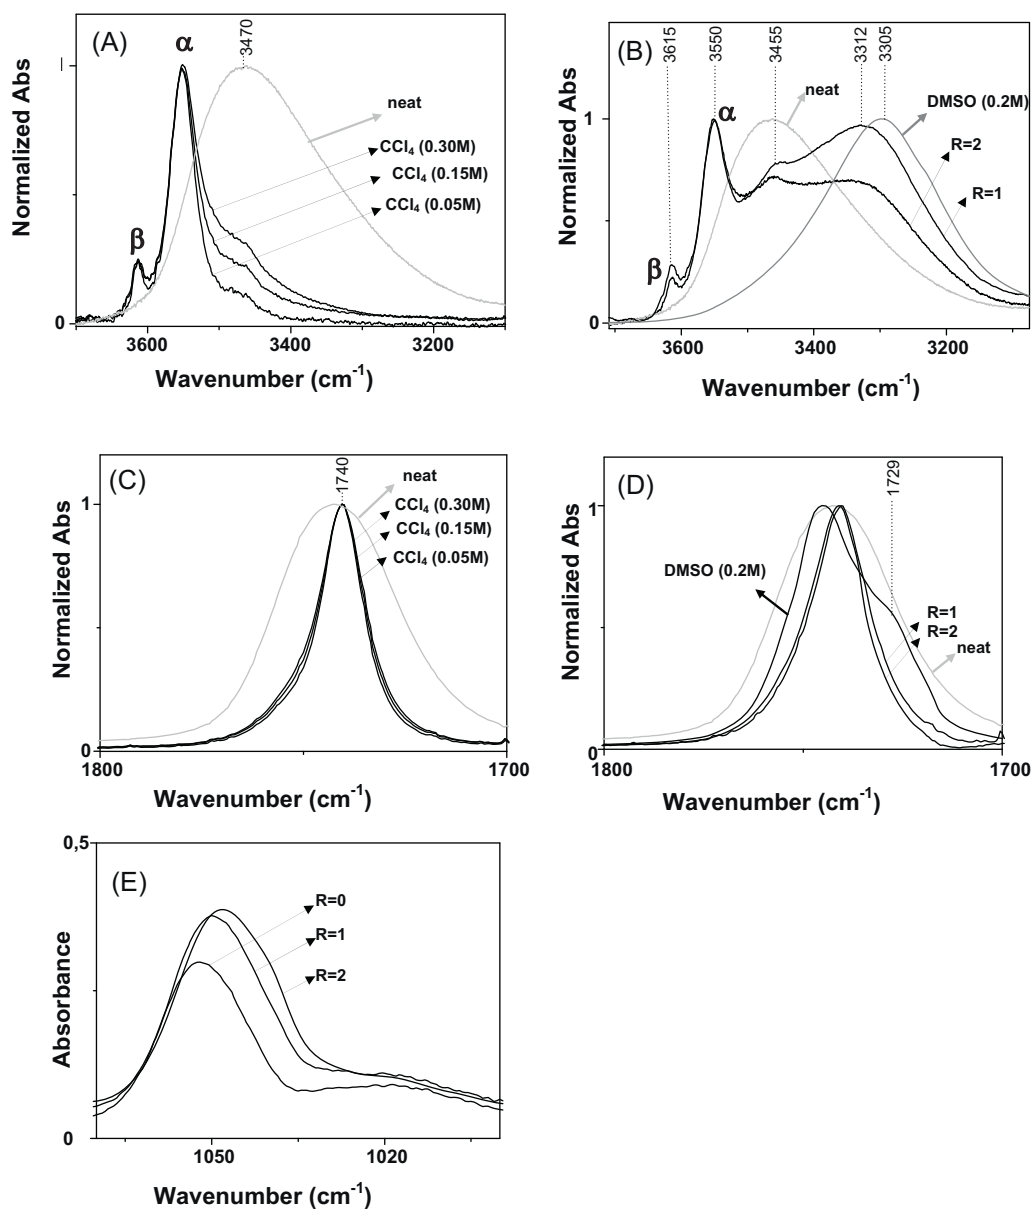 (A)
α
3470
neat
CCl4 (0.30M)
CCl4 (0.15M)
CCl4 (0.05M)
β
Normalized Abs
1
0
3600
3400
3200
Wavenumber (cm-1)
(B)
3615
3550
3455
3312
3305
neat
α
DMSO (0.2M)
R=2
R=1
β
Normalized Abs
1
0
3600
3400
3200
Wavenumber (cm-1)
(C)
1740
neat
CCl4 (0.30M)
CCl4 (0.15M)
CCl4 (0.05M)
Normalized Abs
1
0
1800
1700
Wavenumber (cm-1)
(D)
1729
DMSO (0.2M)
R=1
R=2
neat
Normalized Abs
1
0
1800
1700
Wavenumber (cm-1)
(E)
0,5
R=0
R=1
R=2
Absorbance
0
1050
1020
Wavenumber (cm-1)